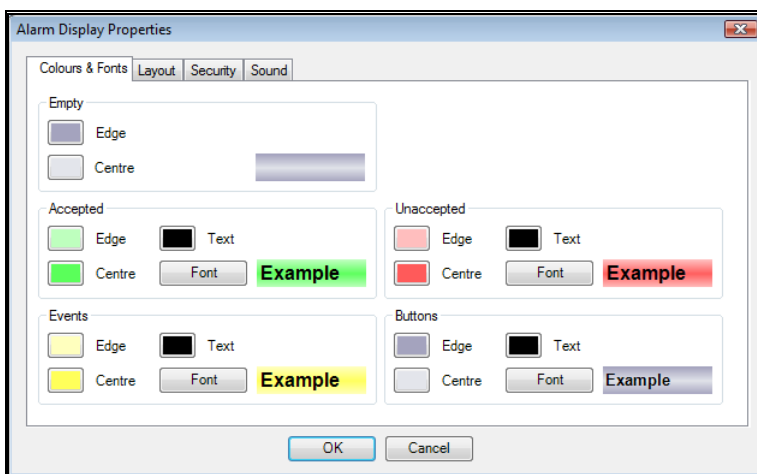 Alarm Display Properties
Colours & Fonts Layout Security Sound
Empty
Edge
Centre
Accepted
Edge Text
Centre Font Example
Unaccepted
Edge Text
Centre Font Example
Events
Edge Text
Centre Font Example
Buttons
Edge Text
Centre Font Example
OK Cancel